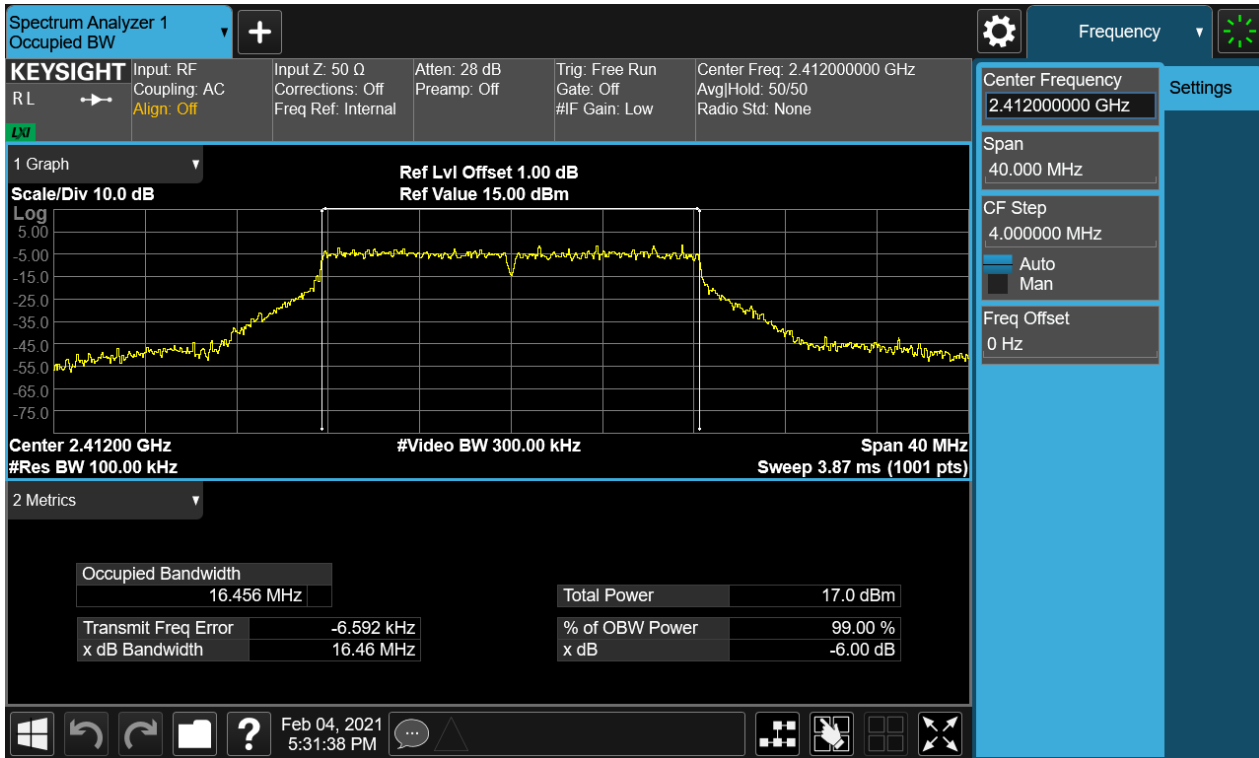 Spectrum Analyzer 1
Occupied BW
+
Frequency
KEYSIGHT
R L
LXI
Input: RF
Coupling: AC
Align: Off
Input Z: 50 Ω
Corrections: Off
Freq Ref: Internal
Atten: 28 dB
Preamp: Off
Trig: Free Run
Gate: Off
#IF Gain: Low
Center Freq: 2.412000000 GHz
Avg|Hold: 50/50
Radio Std: None
1 Graph
Scale/Div 10.0 dB
Ref Lvl Offset 1.00 dB
Ref Value 15.00 dBm
Log
5.00
-5.00
-15.0
-25.0
-35.0
-45.0
-55.0
-65.0
-75.0
Center 2.41200 GHz
#Video BW 300.00 kHz
Span 40 MHz
#Res BW 100.00 kHz
Sweep 3.87 ms (1001 pts)
2 Metrics
Occupied Bandwidth
16.456 MHz
Total Power 17.0 dBm
Transmit Freq Error -6.592 kHz
% of OBW Power 99.00 %
x dB Bandwidth 16.46 MHz
x dB -6.00 dB
?
Feb 04, 2021
5:31:38 PM
Center Frequency
2.412000000 GHz
Settings
Span
40.000 MHz
CF Step
4.000000 MHz
Auto
Man
Freq Offset
0 Hz